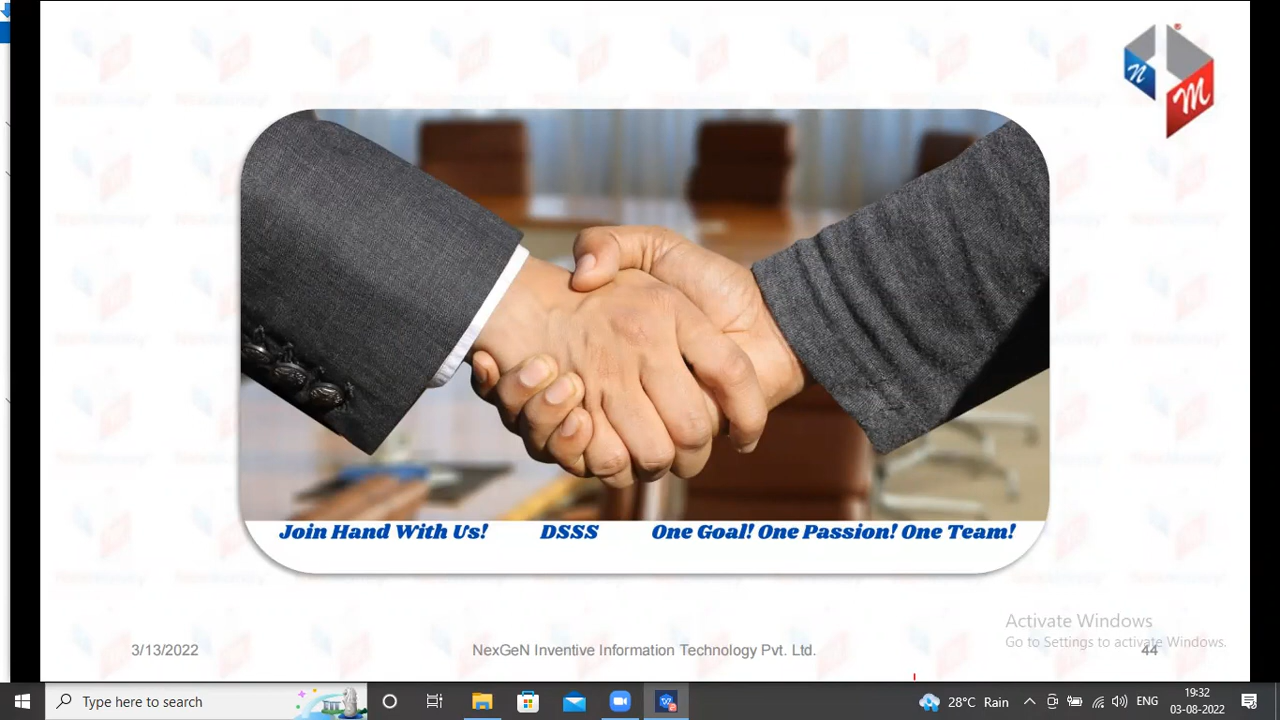 n
m
Join Hand With Us! DSSS One Goal! One Passion! One Team!
Activate Windows
Go to Settings to activate Windows.
3/13/2022 NexGeN Inventive Information Technology Pvt. Ltd. 44
Type here to search
28°C Rain
ENG
19:32
03-08-2022